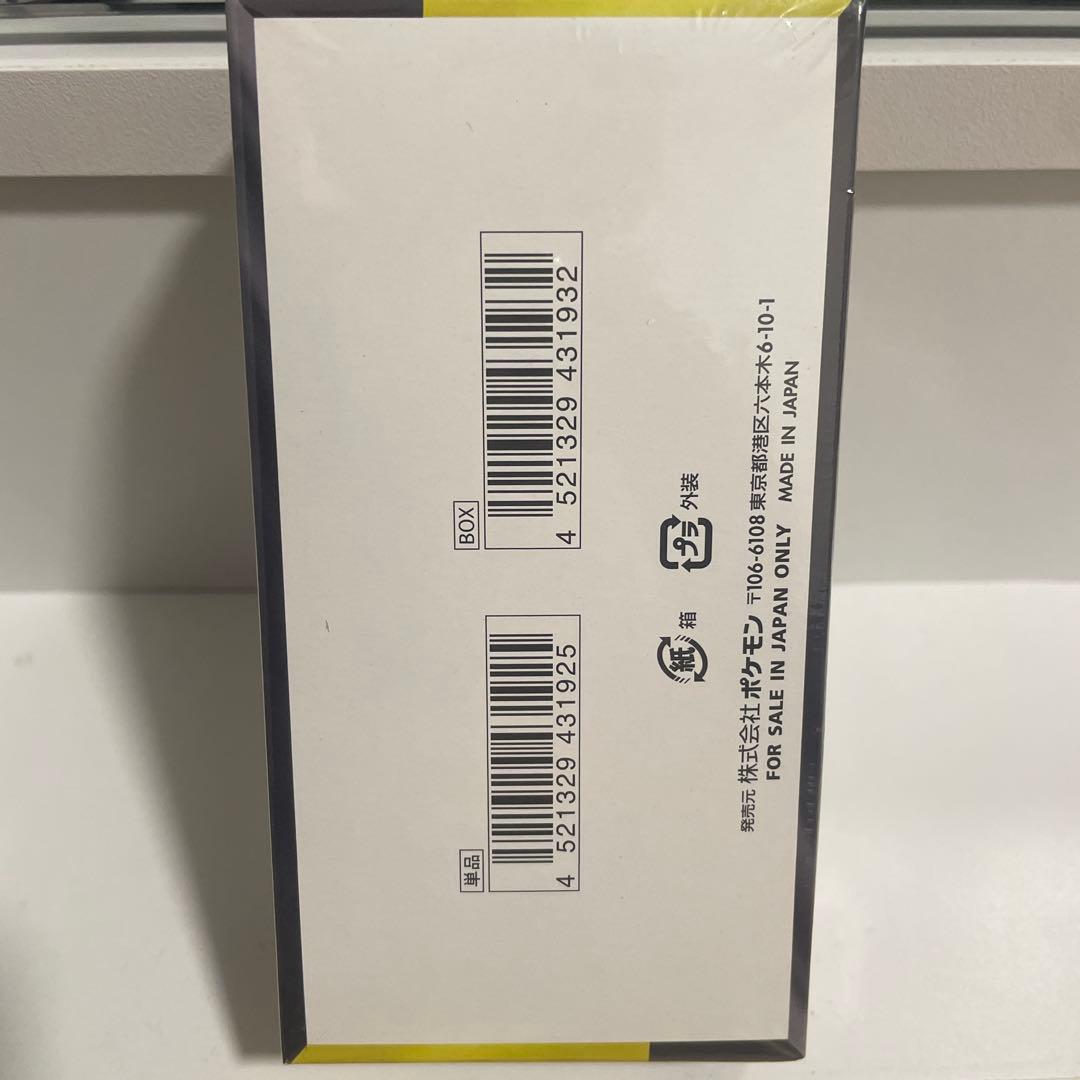 BOX
4 521329 431932
単品
4 521329 431925
紙 箱
プラ 外装
発売元 株式会社 ポケモン 〒106-6108 東京都港区六本木6-10-1
FOR SALE IN JAPAN ONLY MADE IN JAPAN